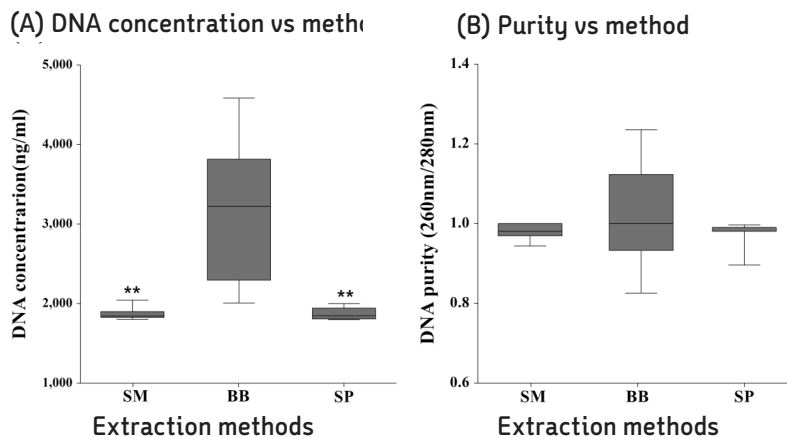 (A) DNA concentration vs
(B) Purity vs method
DNA concentrarion(ng/ml)
5,000
4,000
3,000
2,000
1,000
**
**
SM
BB
SP
Extraction methods
DNA purity (260nm/280nm)
1.4
1.2
1.0
0.8
0.6
SM
BB
SP
Extraction methods